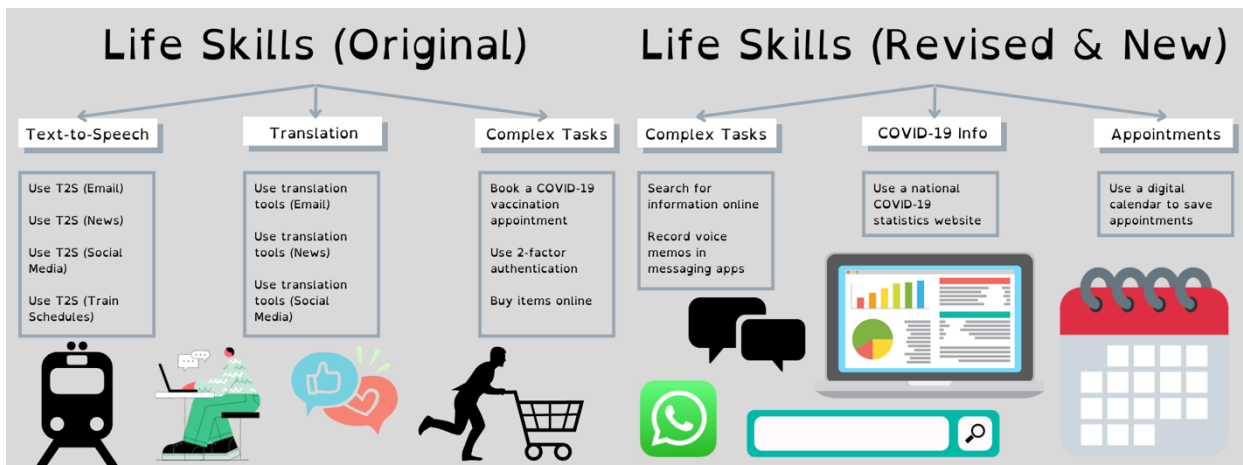 Life Skills (Original)
Text-to-Speech
Use T2S (Email)
Use T2S (News)
Use T2S (Social
Media)
Use T2S (Train
Schedules)
Translation
Use translation
tools (Email)
Use translation
tools (News)
Use translation
tools (Social
Media)
Complex Tasks
Book a COVID-19
vaccination
appointment
Use 2-factor
authentication
Buy items online
Life Skills (Revised & New)
Complex Tasks
Search for
information online
Record voice
memos in
messaging apps
COVID-19 Info
Use a national
COVID-19
statistics website
Appointments
Use a digital
calendar to save
appointments